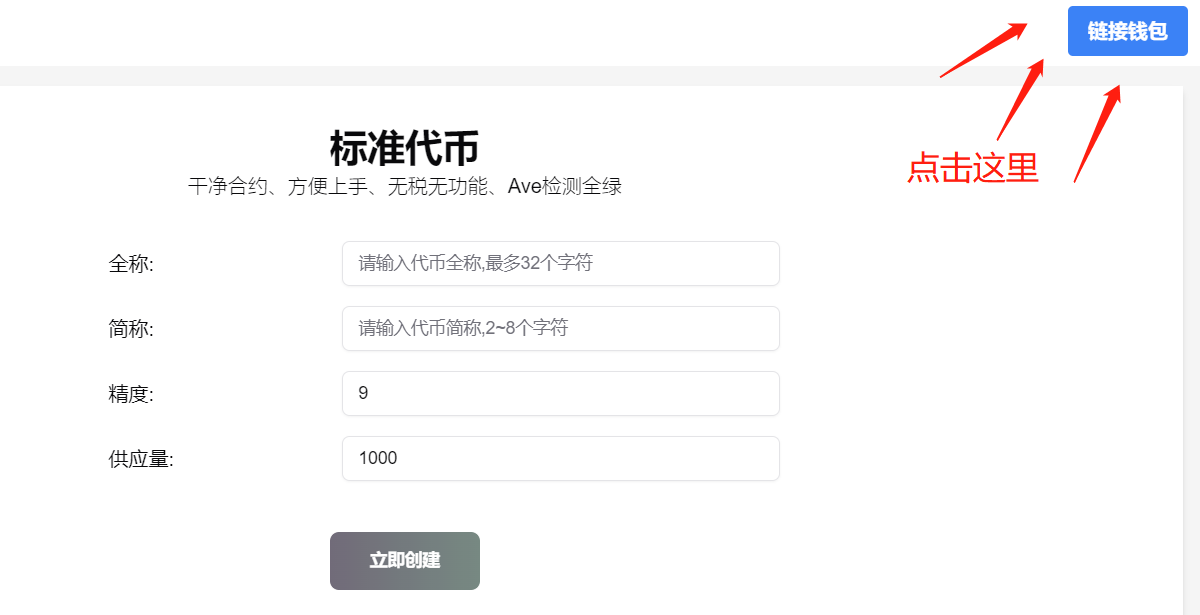 链接钱包
点击这里
标准代币
干净合约、方便上手、无税无功能、Ave检测全绿
全称: 请输入代币全称,最多32个字符
简称: 请输入代币简称,2~8个字符
精度: 9
供应量: 1000
立即创建